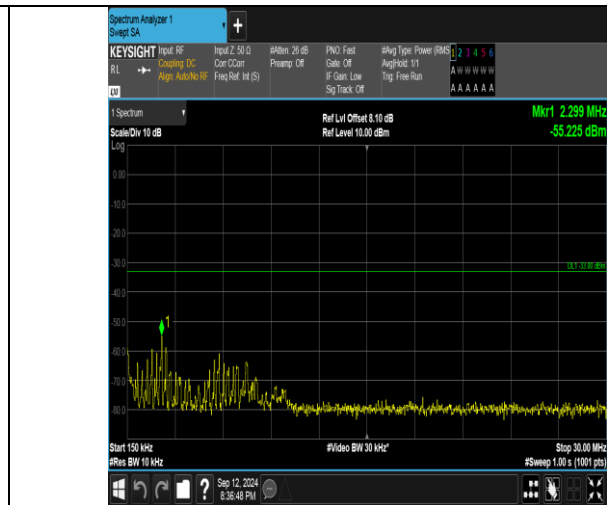 Spectrum Analyzer 1
Swept SA
+
KEYSIGHT Input: RF Input Z: 50 Ω #Atten: 26 dB PNO: Fast #Avg Type: Power (RMS 1 2 3 4 5 6
RL Coupling: DC Corr CCorr Preamp: Off Gate: Off Avg|Hold: 1/1 A W W W W W
Align: Auto/No RF Freq Ref: Int (S) IF Gain: Low Trig: Free Run A A A A A A
LXI Sig Track: Off
1 Spectrum Ref Lvl Offset 8.10 dB Mkr1 2.299 MHz
Scale/Div 10 dB Ref Level 10.00 dBm -55.225 dBm
Log
0.00
-10.0
-20.0
-30.0
DL1 -33.00 dBm
-50.0
1
-60.0
-70.0
-80.0
Start 150 kHz #Video BW 30 kHz* Stop 30.00 MHz
#Res BW 10 kHz #Sweep 1.00 s (1001 pts)
? Sep 12, 2024
8:36:48 PM